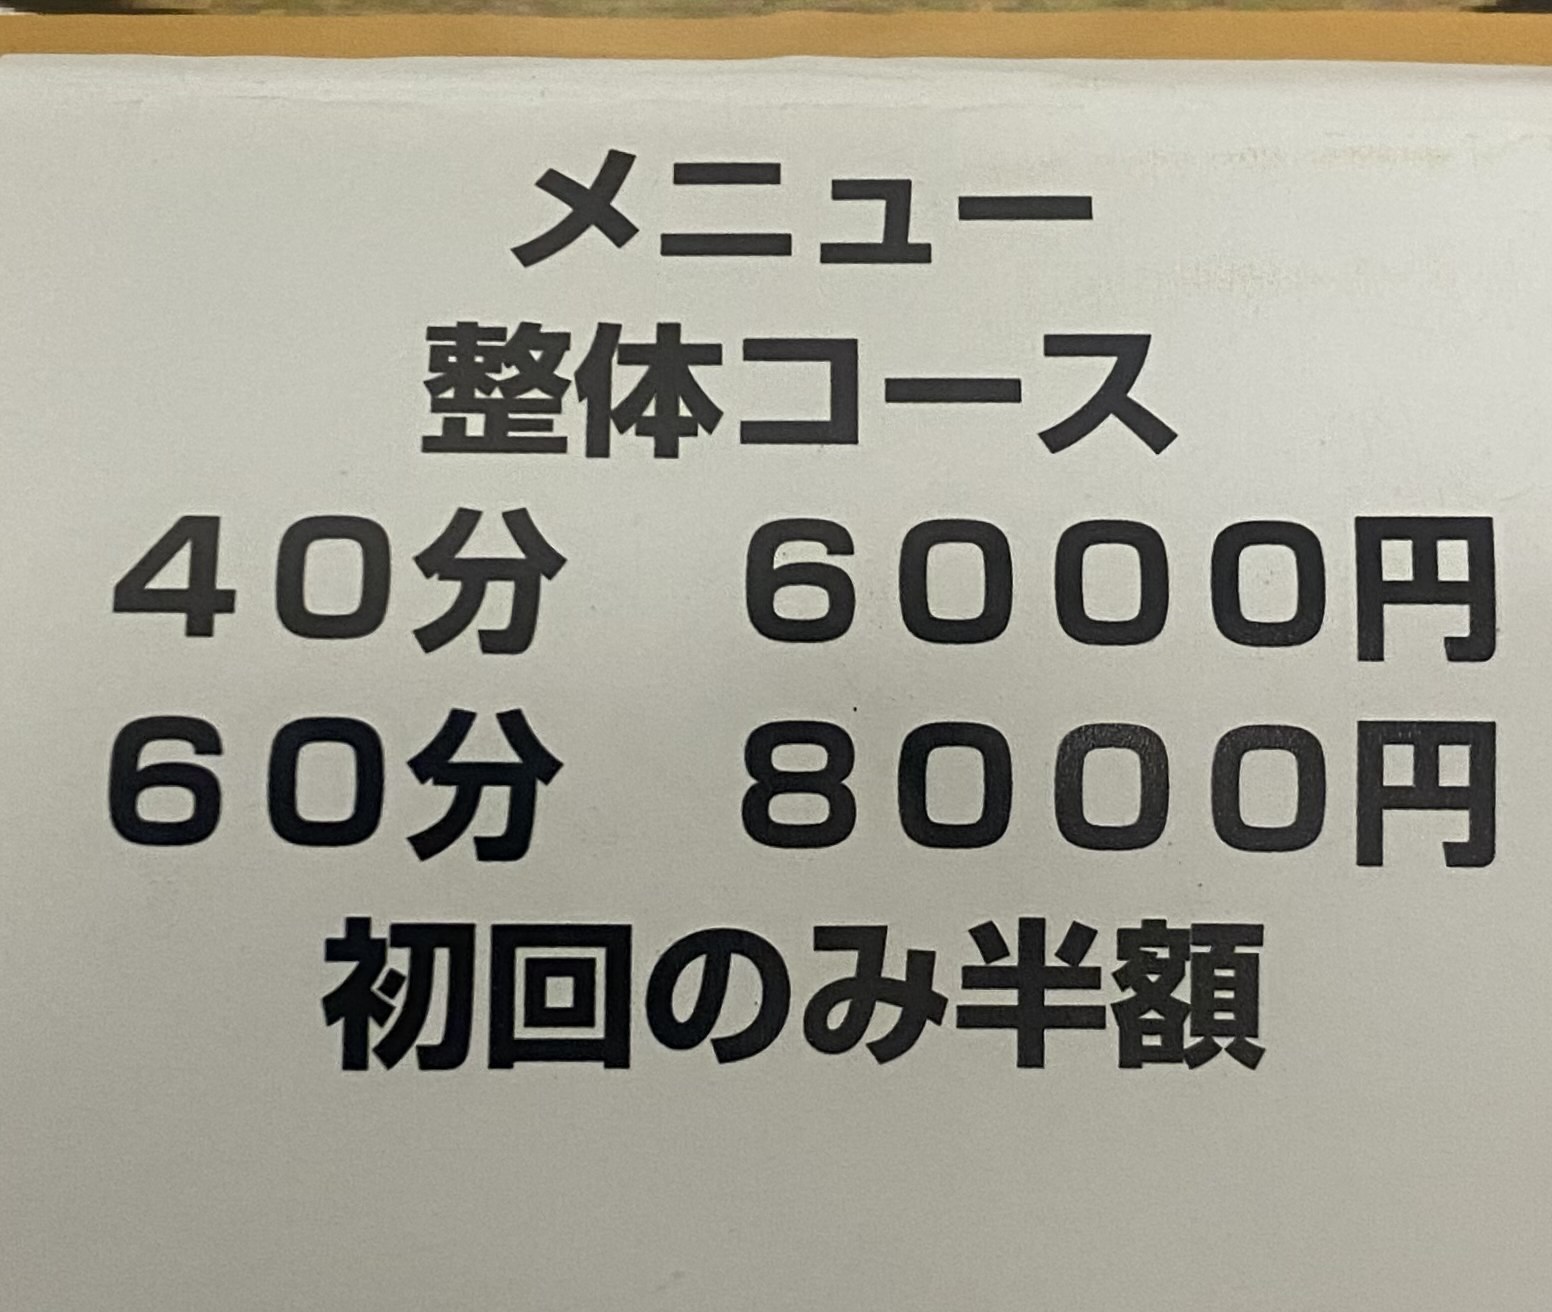 メニュー
整体コース
４０分　６０００円
６０分　８０００円
初回のみ半額